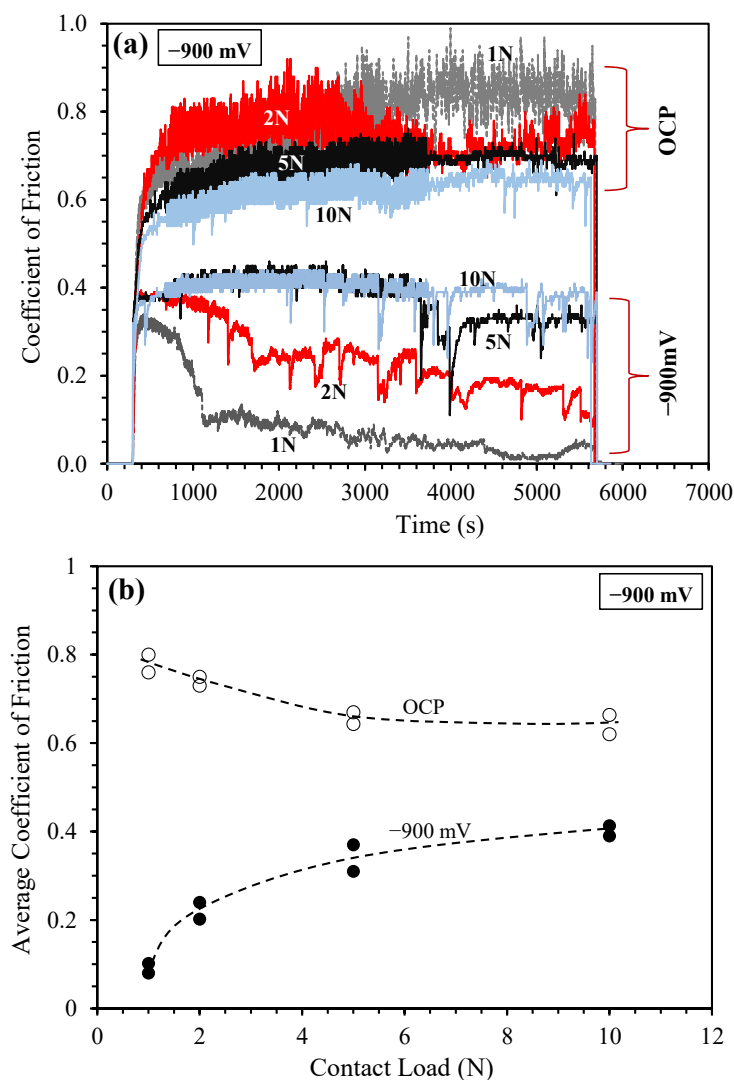 (a)
−900 mV
1N
2N
5N
10N
OCP
10N
5N
2N
1N
−900mV
1.0
0.8
0.6
0.4
0.2
0.0
Coefficient of Friction
0 1000 2000 3000 4000 5000 6000 7000
Time (s)
(b)
−900 mV
OCP
−900 mV
1
0.8
0.6
0.4
0.2
0
Average Coefficient of Friction
0 2 4 6 8 10 12
Contact Load (N)